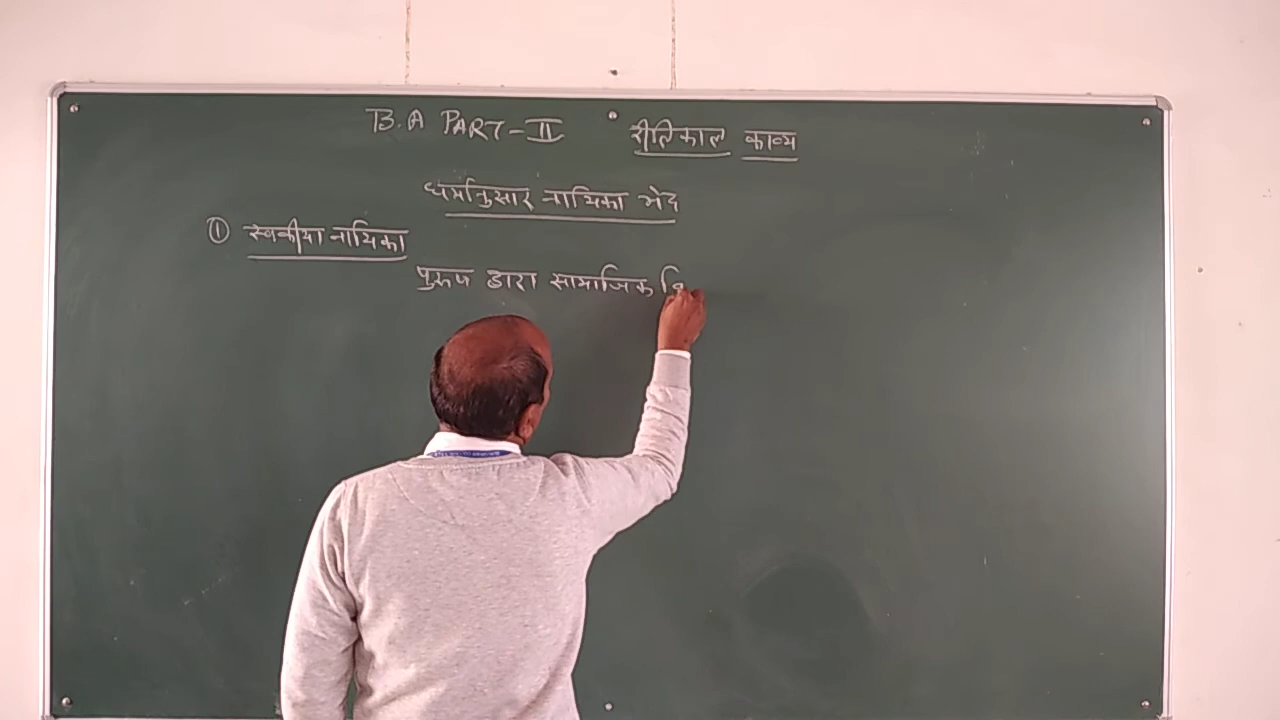 B.A PART-II रीतिकाल काव्य
धर्मानुसार नायिका भेद
① स्वकीया नायिका
पुरुष द्वारा सामाजिक